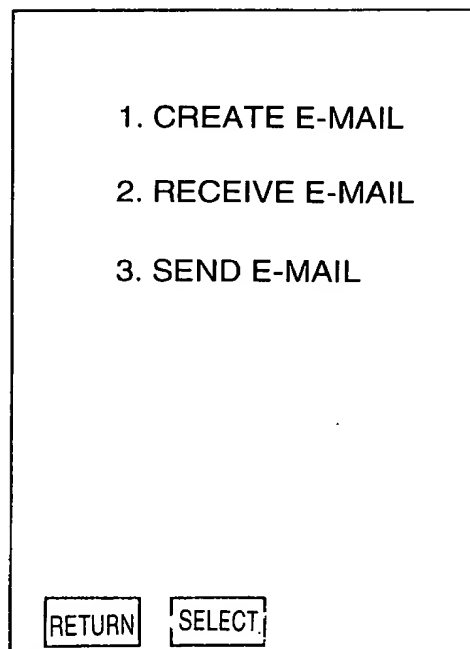 1. CREATE E-MAIL
2. RECEIVE E-MAIL
3. SEND E-MAIL
RETURN SELECT